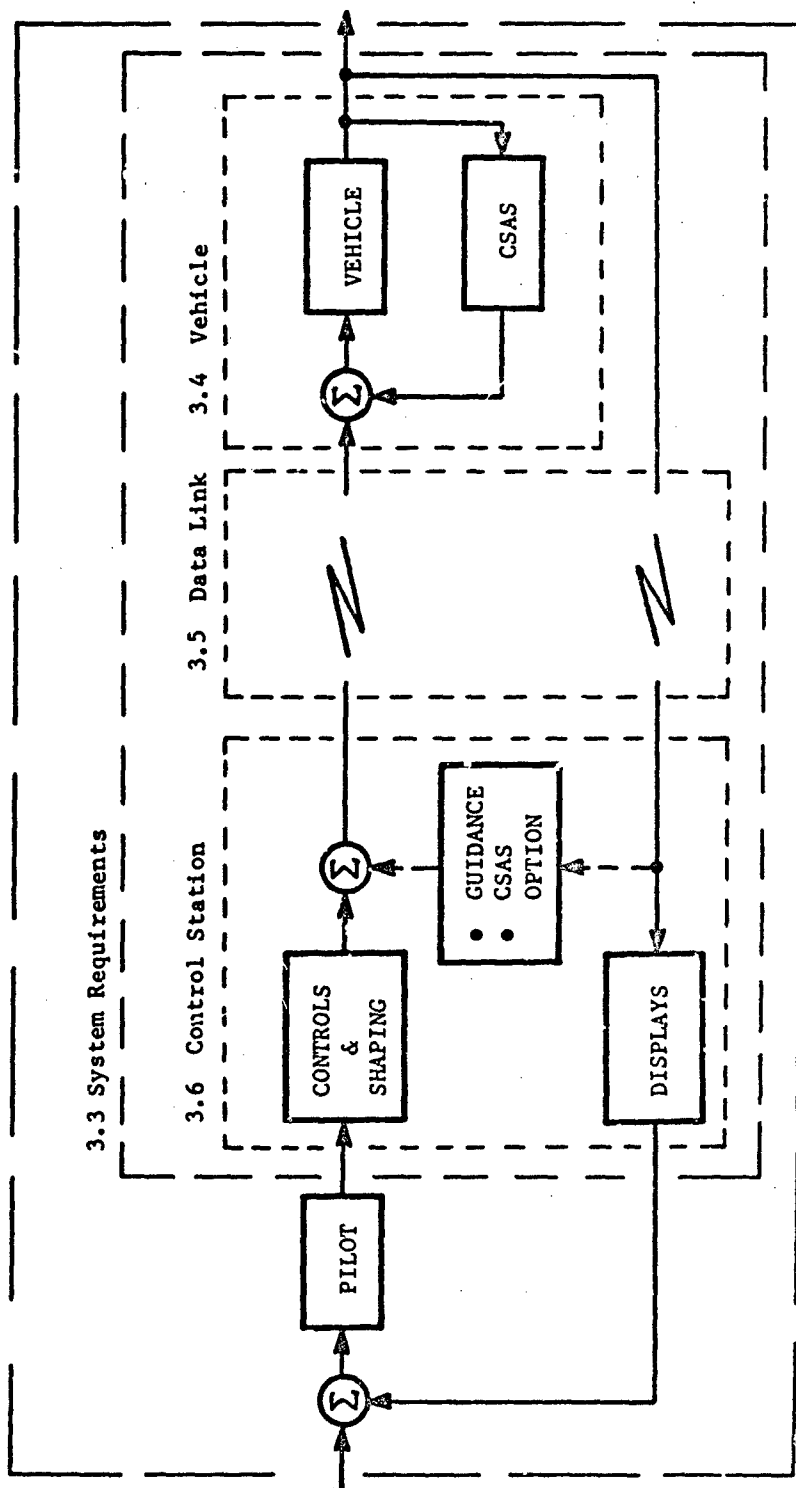 3.3 System Requirements
3.6 Control Station
3.5 Data Link
3.4 Vehicle
Σ
PILOT
CONTROLS
&
SHAPING
Σ
• GUIDANCE
• CSAS
OPTION
DISPLAYS
Σ
VEHICLE
CSAS